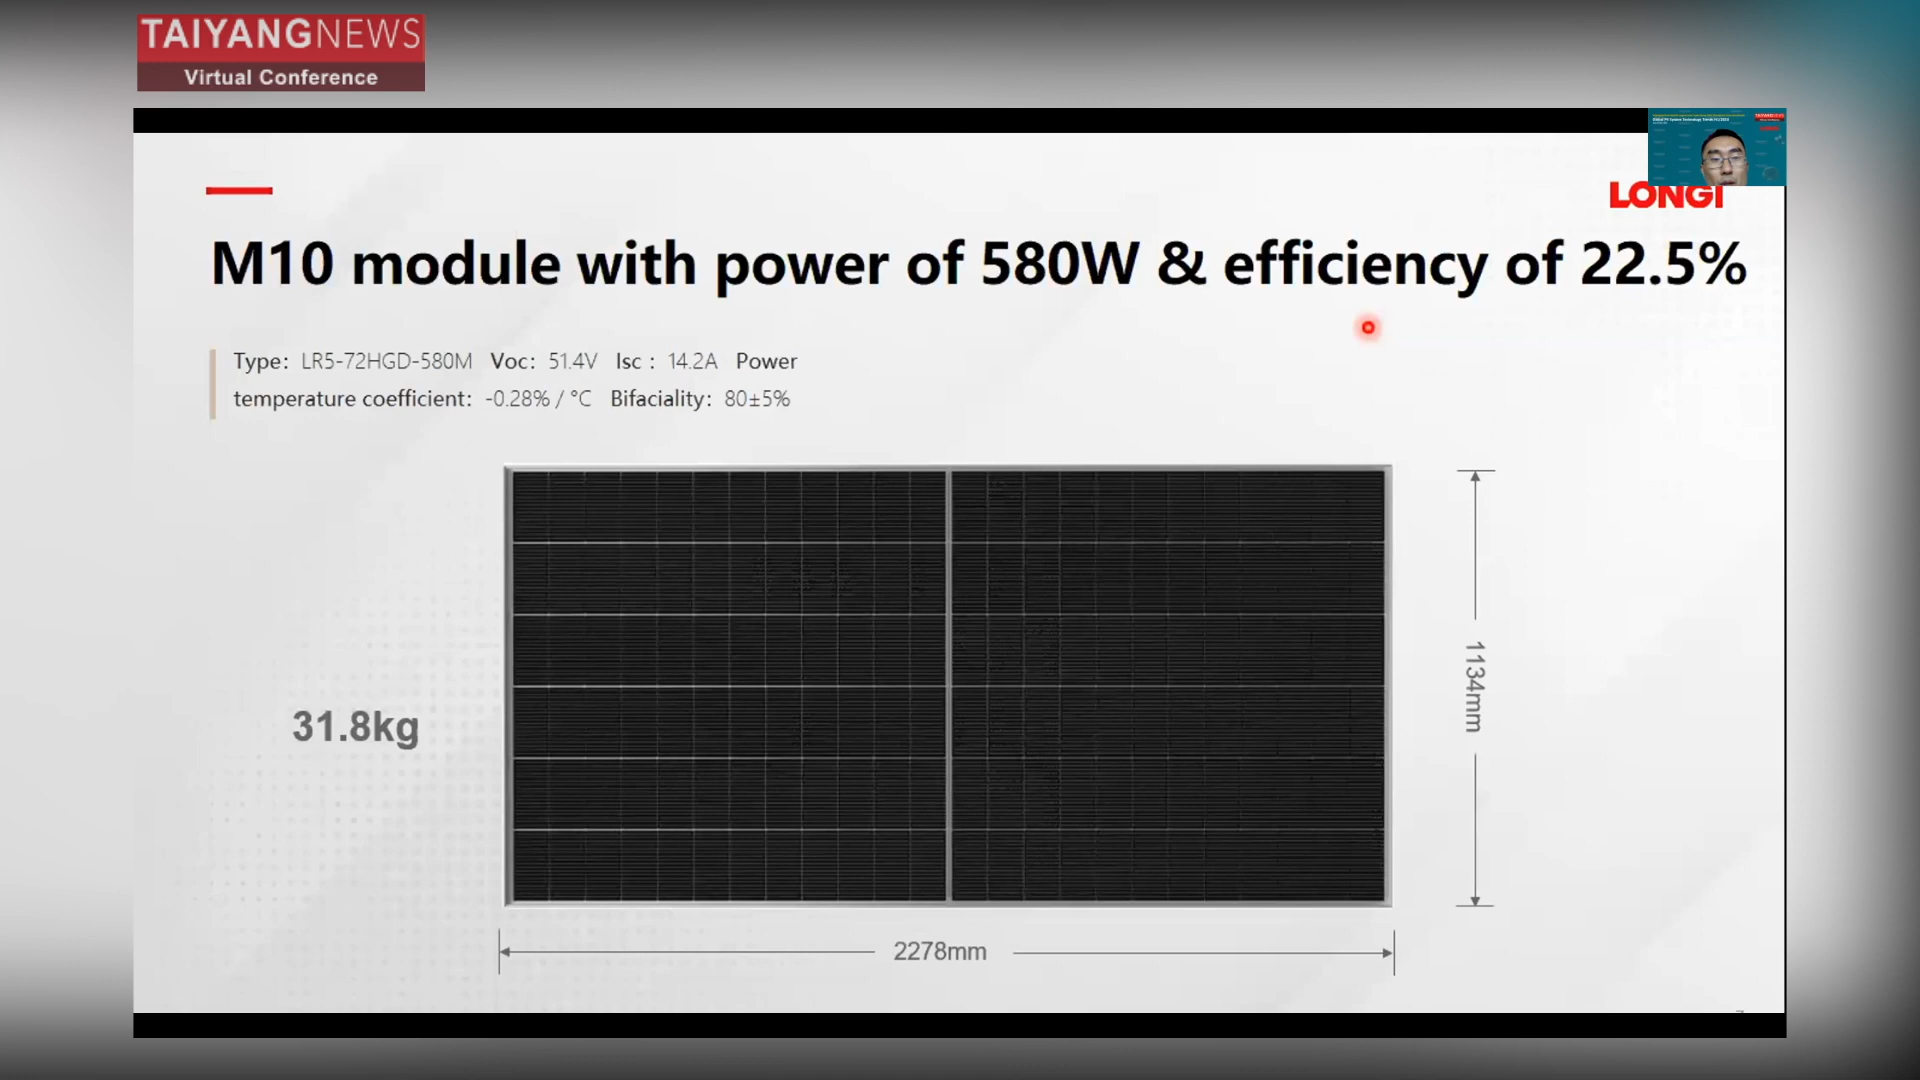 TAIYANGNEWS
Virtual Conference
LONGI
M10 module with power of 580W & efficiency of 22.5%
Type: LR5-72HGD-580M Voc: 51.4V Isc : 14.2A Power
temperature coefficient: -0.28% / °C Bifaciality: 80±5%
31.8kg
1134mm
2278mm